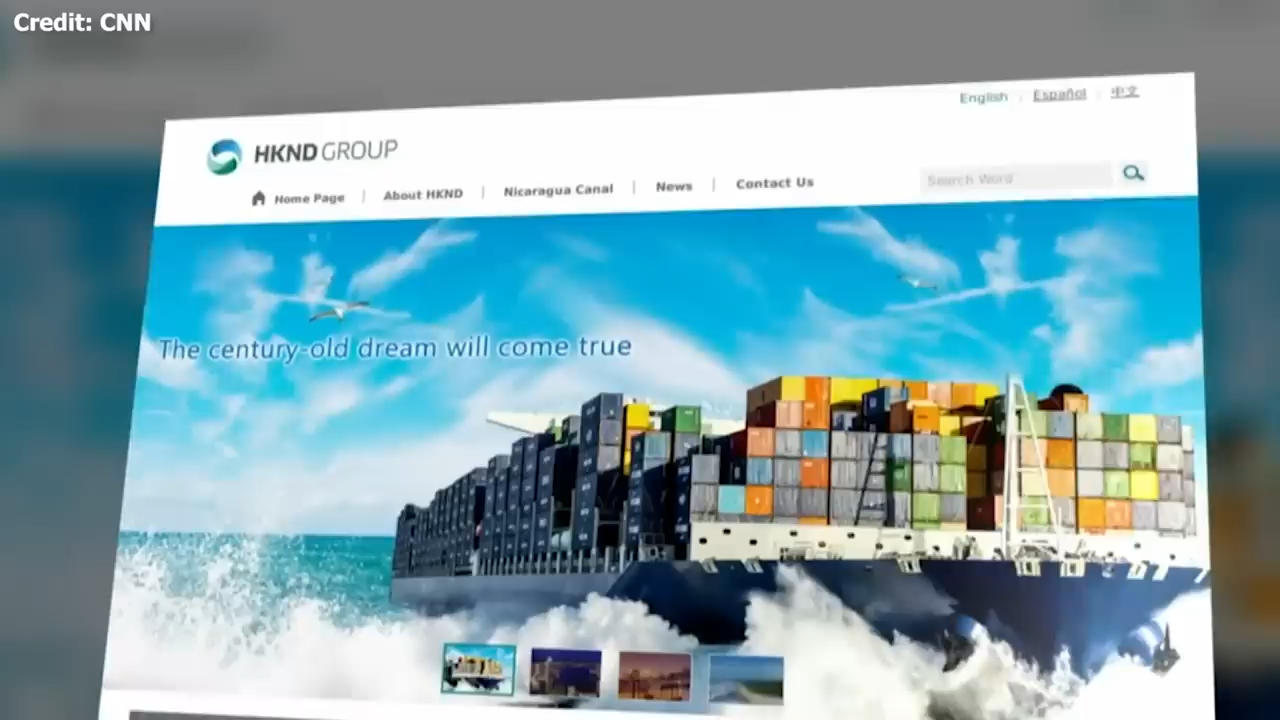 Credit: CNN
English
Español
中文
HKND GROUP
Home Page
About HKND
Nicaragua Canal
News
Contact Us
Search Word
The century-old dream will come true